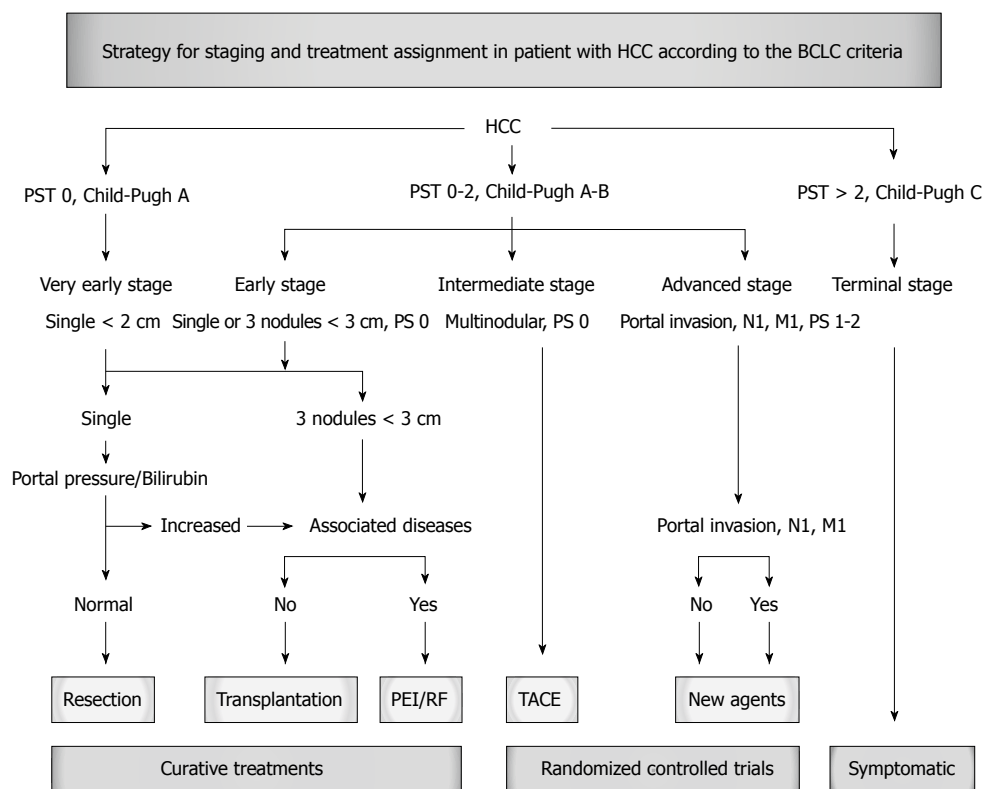 Strategy for staging and treatment assignment in patient with HCC according to the BCLC criteria
HCC
PST 0, Child-Pugh A
PST 0-2, Child-Pugh A-B
PST > 2, Child-Pugh C
Very early stage
Early stage
Intermediate stage
Advanced stage
Terminal stage
Single < 2 cm
Single or 3 nodules < 3 cm, PS 0
Multinodular, PS 0
Portal invasion, N1, M1, PS 1-2
Single
3 nodules < 3 cm
Portal pressure/Bilirubin
Increased
Associated diseases
Portal invasion, N1, M1
Normal
No
Yes
No
Yes
Resection
Transplantation
PEI/RF
TACE
New agents
Curative treatments
Randomized controlled trials
Symptomatic